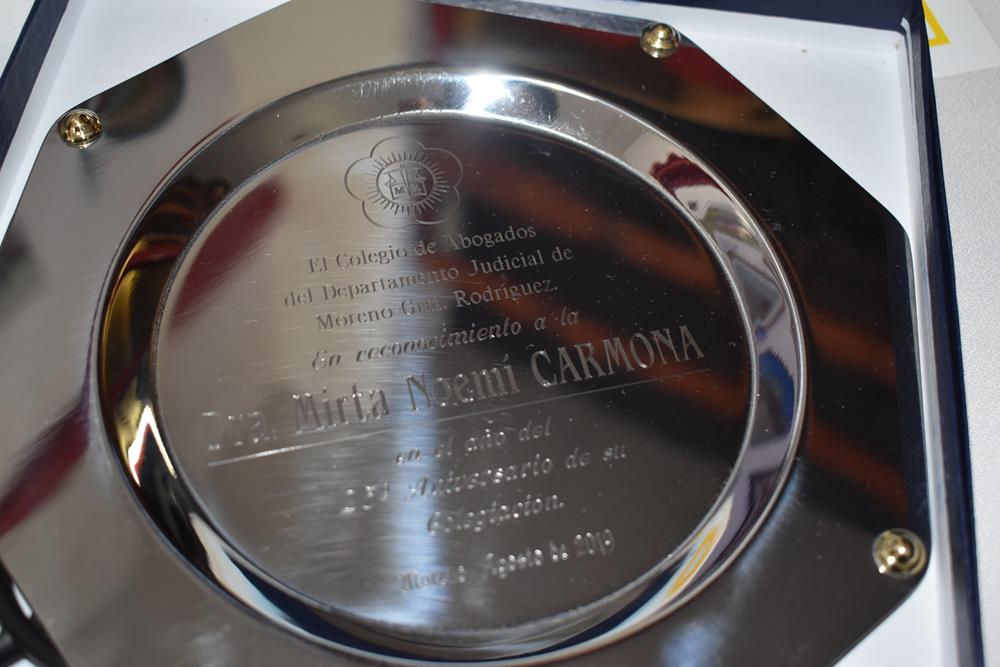 El Colegio de Abogados
del Departamento Judicial de
Moreno Gral. Rodríguez.
En reconocimiento a la
Dra. Mirta Noemí CARMONA
en el año del
Aniversario de su
Colegiación.
Agosto de 2019